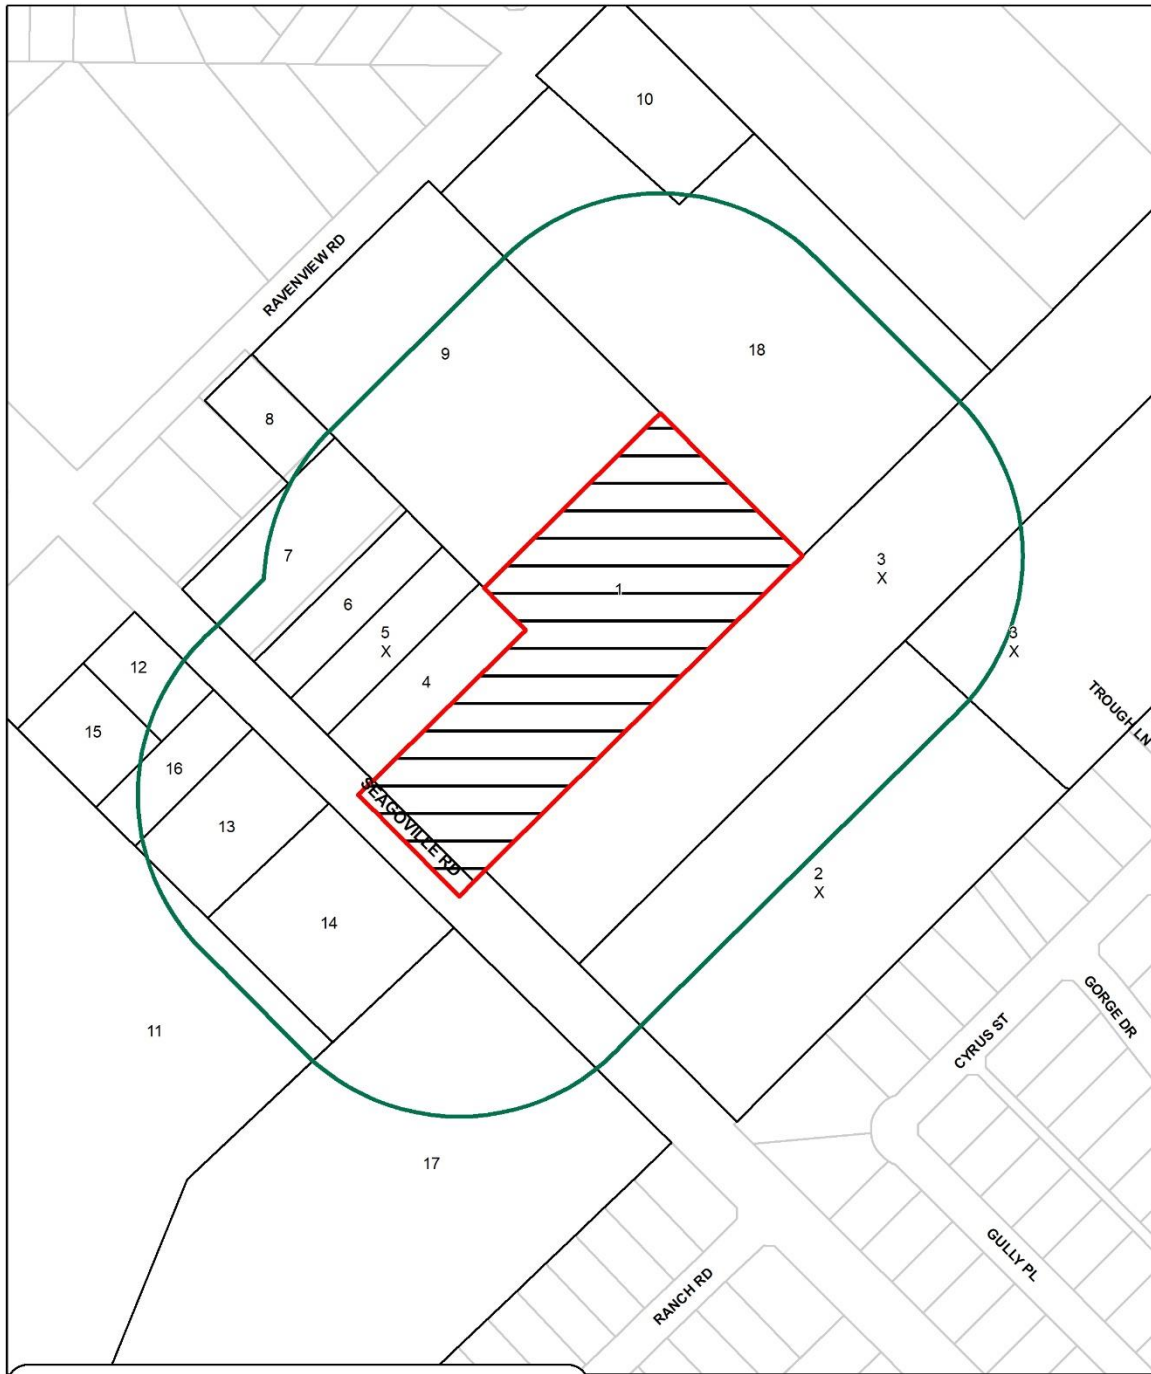 10
RAVENVIEW RD
18
9
8
7
3
X
1
6
5
X
3
X
12
4
TROUGH LN
15
16
SEAGOVILLE RD
13
2
X
14
GORGE DR
11
CYRUS ST
17
GULLY PL
RANCH RD